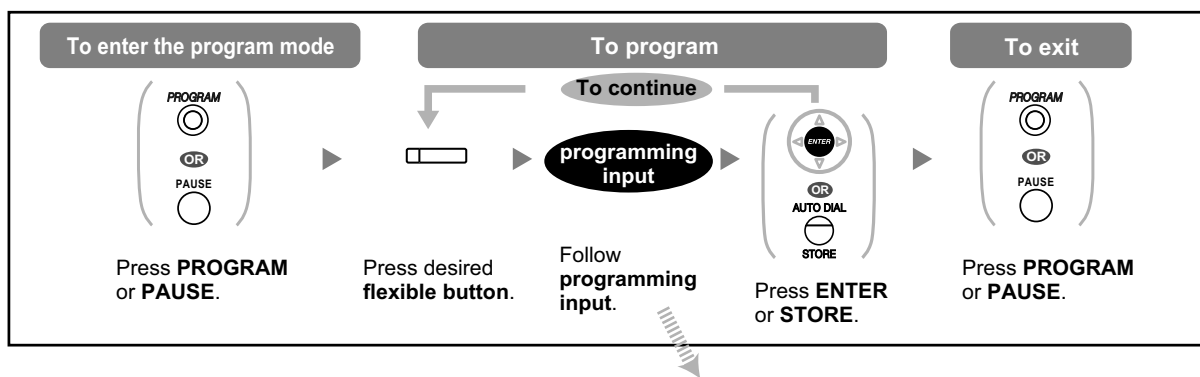 To enter the program mode
To program
To exit
To continue
PROGRAM
OR
PAUSE
programming
input
ENTER
OR
AUTO DIAL
STORE
PROGRAM
OR
PAUSE
Press PROGRAM
or PAUSE.
Press desired
flexible button.
Follow
programming
input.
Press ENTER
or STORE.
Press PROGRAM
or PAUSE.